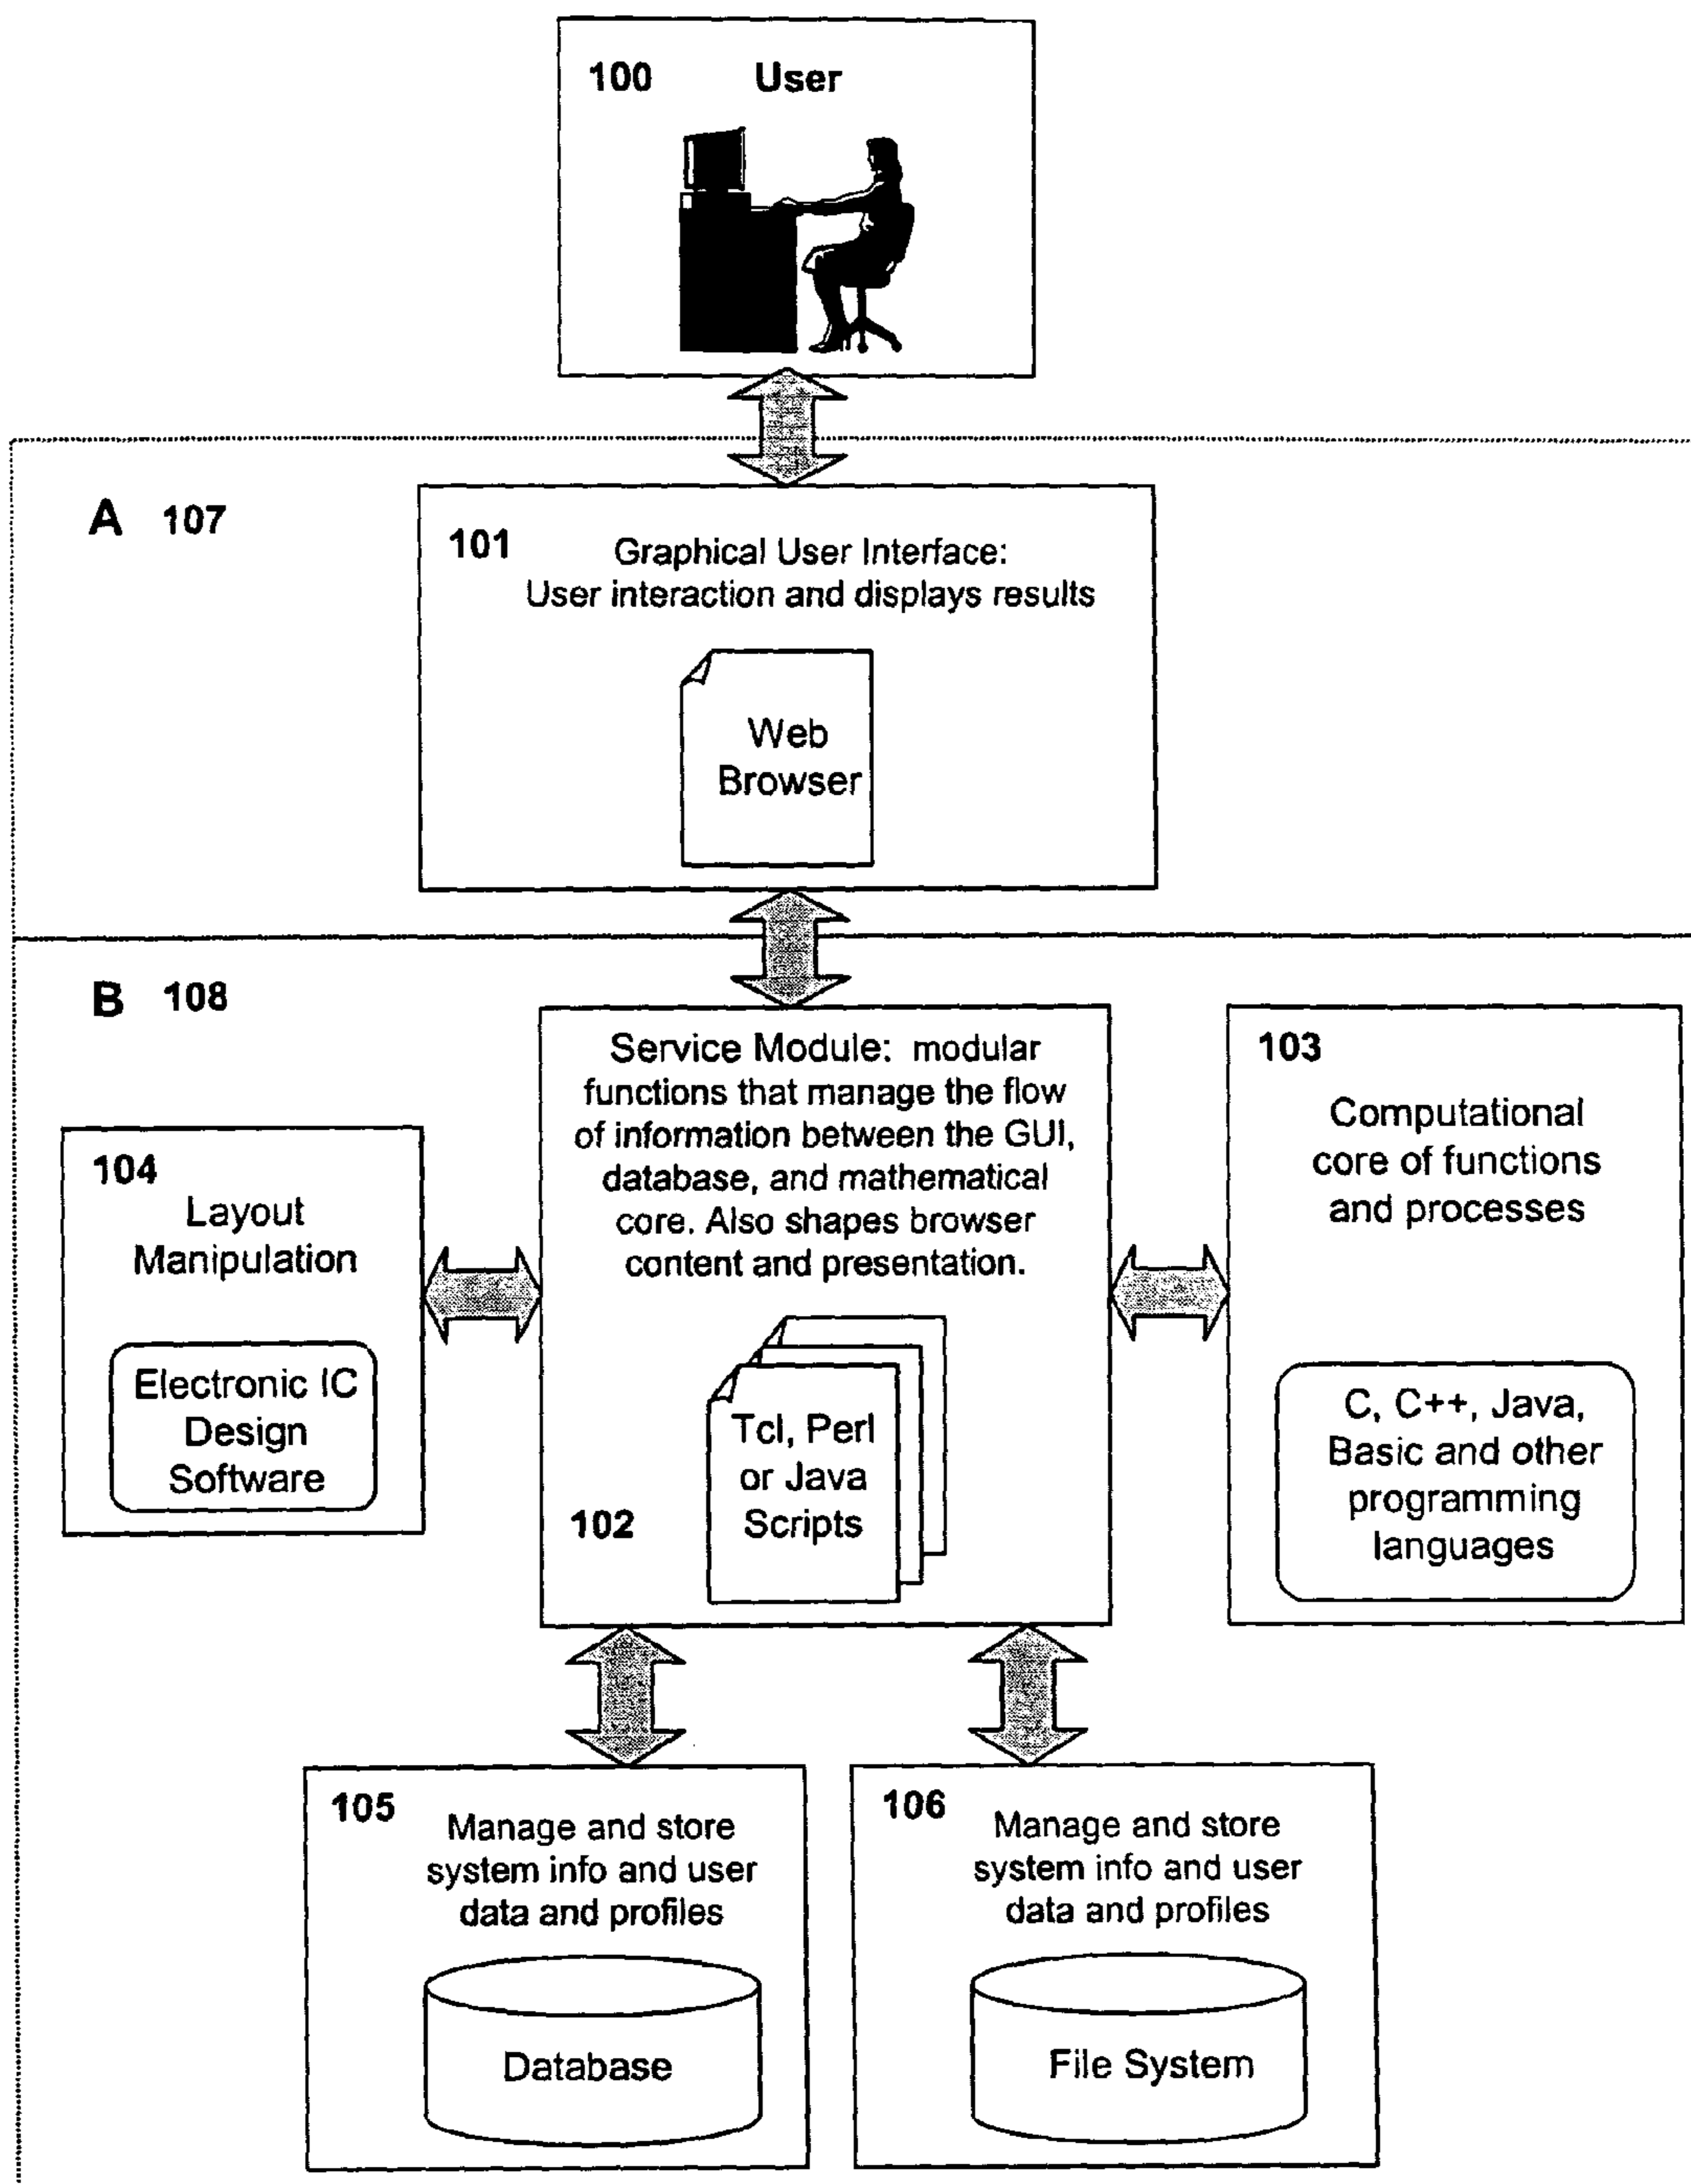 100 User
A 107
101
Graphical User Interface:
User interaction and displays results
Web
Browser
B 108
Service Module: modular
functions that manage the flow
of information between the GUI,
database, and mathematical
core. Also shapes browser
content and presentation.
Tcl, Perl
or Java
Scripts
102
103
Computational
core of functions
and processes
C, C++, Java,
Basic and other
programming
languages
104
Layout
Manipulation
Electronic IC
Design
Software
105
Manage and store
system info and user
data and profiles
Database
106
Manage and store
system info and user
data and profiles
File System